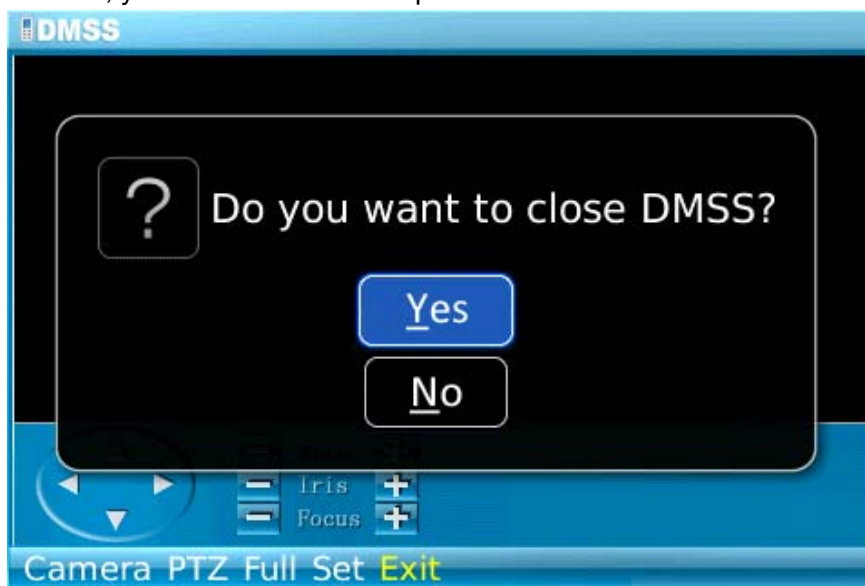 DMSS
? Do you want to close DMSS?
Yes
No
Iris
Focus
Camera PTZ Full Set Exit